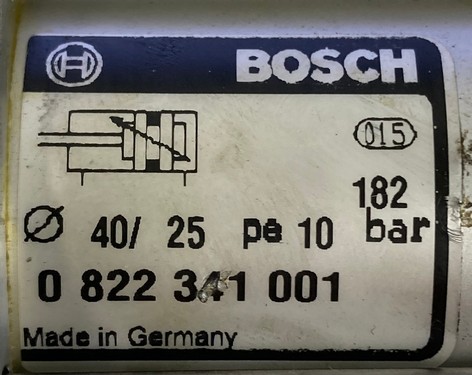 BOSCH
015
182
Ø 40/ 25 pe 10 bar
0 822 341 001
Made in Germany